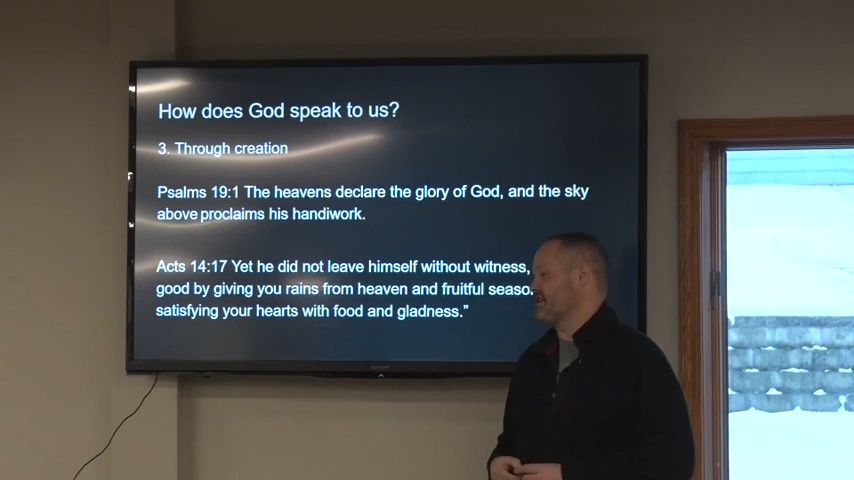 How does God speak to us?
3. Through creation
Psalms 19:1 The heavens declare the glory of God, and the sky
above proclaims his handiwork.
Acts 14:17 Yet he did not leave himself without witness,
good by giving you rains from heaven and fruitful
satisfying your hearts with food and gladness.”